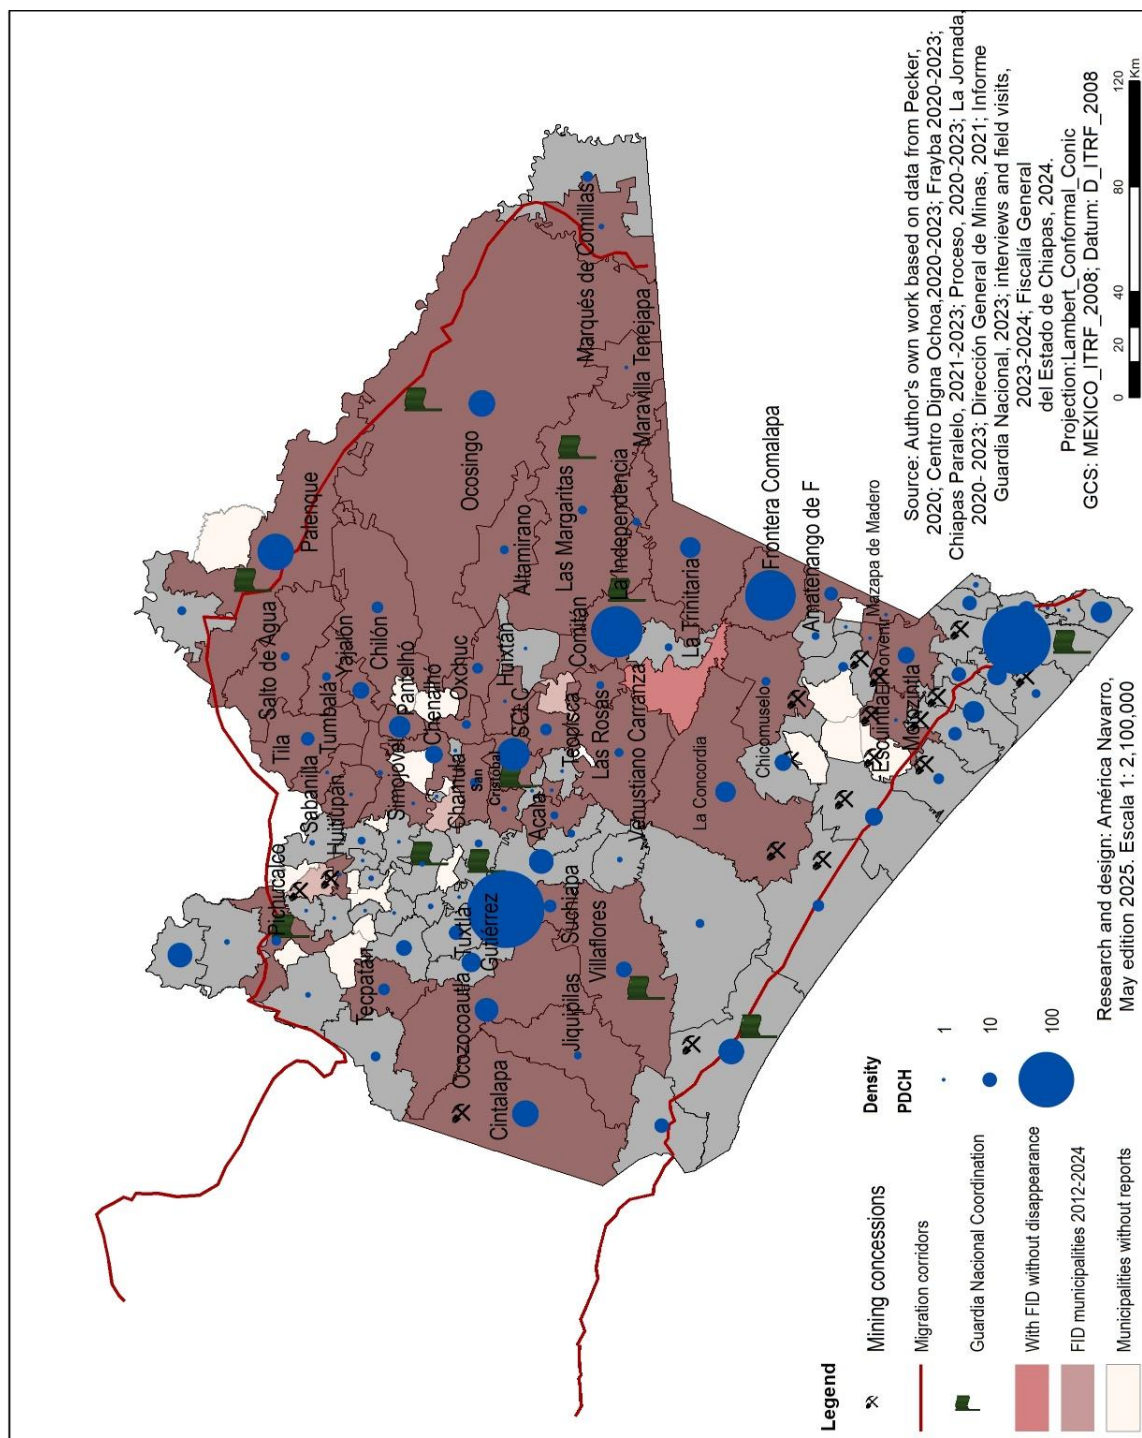 Pichucalco
Tecpatán
Ocozocoautla
Cintalapa
Jiquipilas
Tuxtla
Gutiérrez
Suchiapa
Villaflores
Sabanilla
Huitiupán
Simojovel
Tila
Tumbalá
Salto de Agua
Yajalón
Chilón
Palenque
Pantelhó
Chenalho
Chamula
Oxchuc
Huixtán
San
Cristóbal
SCLC
Acala
Teopisca
Las Rosas
Venustiano Carranza
Ocosingo
Altamirano
Las Margaritas
La Independencia
Comitán
La Trinitaria
Maravilla Tenejapa
Marqués de Comillas
La Concordia
Chicomuselo
Frontera Comalapa
Amatenango de F
Mazapa de Madero
Escuintla
Motozintla
Source: Author's own work based on data from Pecker,
2020; Centro Digna Ochoa,2020-2023; Frayba 2020-2023;
Chiapas Paralelo, 2021-2023; Proceso, 2020-2023; La Jornada,
2020- 2023; Dirección General de Minas, 2021; Informe
Guardia Nacional, 2023; interviews and field visits,
2023-2024; Fiscalía General
del Estado de Chiapas, 2024.
Projection:Lambert_Conformal_Conic
GCS: MEXICO_ITRF_2008; Datum: D_ITRF_2008
0 20 40 80 120
Km
Legend
Mining concessions
Migration corridors
Guardia Nacional Coordination
With FID without disappearance
FID municipalities 2012-2024
Municipalities without reports
Density
PDCH
1
10
100
Research and design: América Navaro,
May edition 2025. Escala 1: 2,100,000